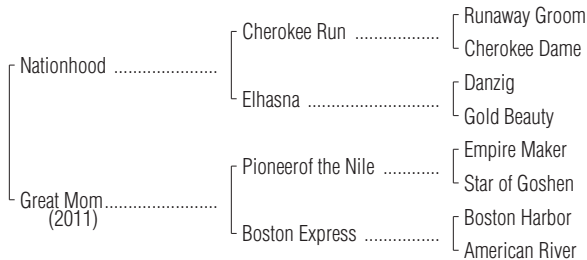 Runaway Groom
Cherokee Run ..................
Cherokee Dame
Nationhood ......................
Danzig
Elhasna ............................
Gold Beauty
Empire Maker
Pioneerof the Nile ............
Star of Goshen
Great Mom........................
(2011)
Boston Harbor
Boston Express ................
American River